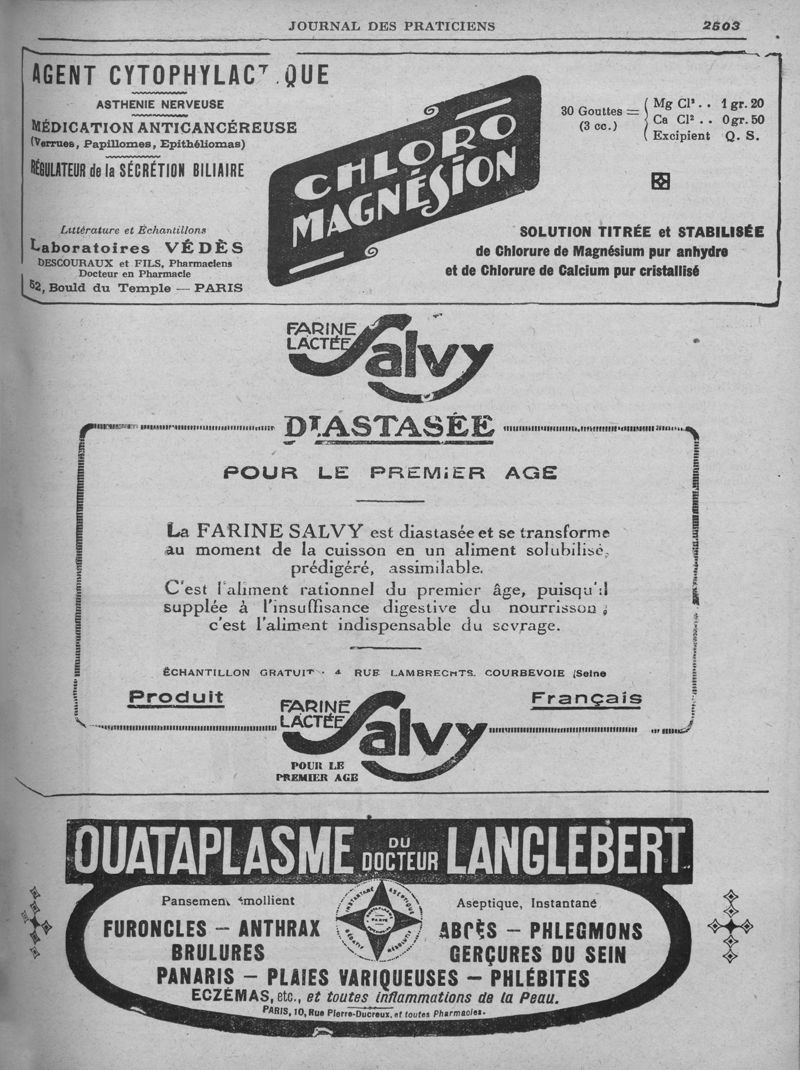 JOURNAL DES PRATICIENS
2503
AGENT CYTOPHYLACT.QUE
ASTHENIE NERVEUSE
MÉDICATION ANTICANCÉREUSE
(Verrues, Papillomes, Epithéliomas)
RÉGULATEUR de la SÉCRÉTION BILIAIRE
Littérature et Echantillons
Laboratoires VÉDÈS
DESCOURAUX et FILS, Pharmaciens
Docteur en Pharmacie
52, Bould du Temple — PARIS
CHLORO
MAGNÉSION
30 Gouttes = (3 cc.)
Mg Cl² . . 1 gr. 20
Ca Cl² . . 0 gr. 50
Excipient Q. S.
SOLUTION TITRÉE et STABILISÉE
de Chlorure de Magnésium pur anhydre
et de Chlorure de Calcium pur cristallisé
FARINE
LACTÉE
Salvy
DIASTASÉE
POUR LE PREMIER AGE
La FARINE SALVY est diastasée et se transforme
au moment de la cuisson en un aliment solubilisé,
prédigéré, assimilable.
C'est l'aliment rationnel du premier âge, puisqu'il
supplée à l'insuffisance digestive du nourrisson ;
c'est l'aliment indispensable du sevrage.
ÉCHANTILLON GRATUIT · 4 RUE LAMBRECHTS. COURBEVOIE (Seine
Produit
Français
FARINE
LACTÉE
Salvy
POUR LE
PREMIER AGE
OUATAPLASME DU DOCTEUR LANGLEBERT
Pansement émollient
Aseptique, Instantané
INSTANTANÉ ASEPTIQUE
SÉDATIF RÉSOLUTIF
FURONCLES — ANTHRAX
ABCÈS — PHLEGMONS
BRULURES
GERÇURES DU SEIN
PANARIS — PLAIES VARIQUEUSES — PHLÉBITES
ECZÉMAS, etc., et toutes inflammations de la Peau.
PARIS, 10, Rue Pierre-Ducreux, et toutes Pharmacies.